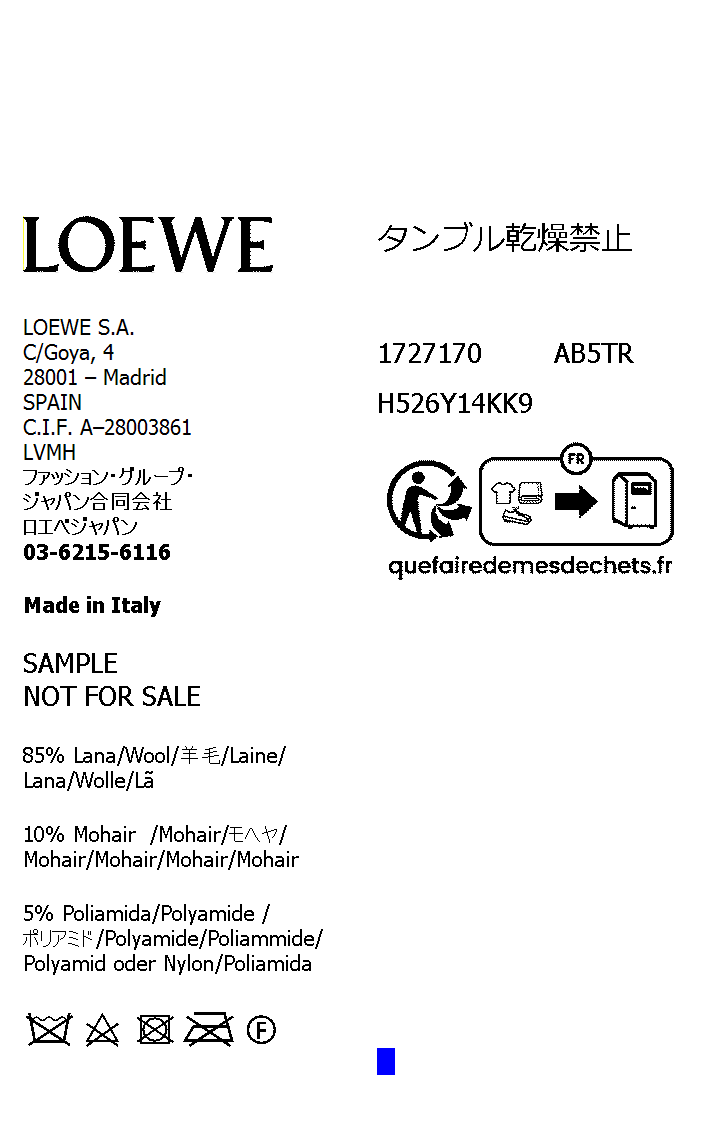 LOEWE
LOEWE S.A.
C/Goya, 4
28001 – Madrid
SPAIN
C.I.F. A–28003861
LVMH
ファッション・グループ・
ジャパン合同会社
ロエベジャパン
03-6215-6116
Made in Italy
SAMPLE
NOT FOR SALE
85% Lana/Wool/羊毛/Laine/
Lana/Wolle/Lã
10% Mohair /Mohair/モヘヤ/
Mohair/Mohair/Mohair/Mohair
5% Poliamida/Polyamide /
ポリアミド/Polyamide/Poliammide/
Polyamid oder Nylon/Poliamida
F
タンブル乾燥禁止
1727170 AB5TR
H526Y14KK9
FR
quefairedemesdechets.fr